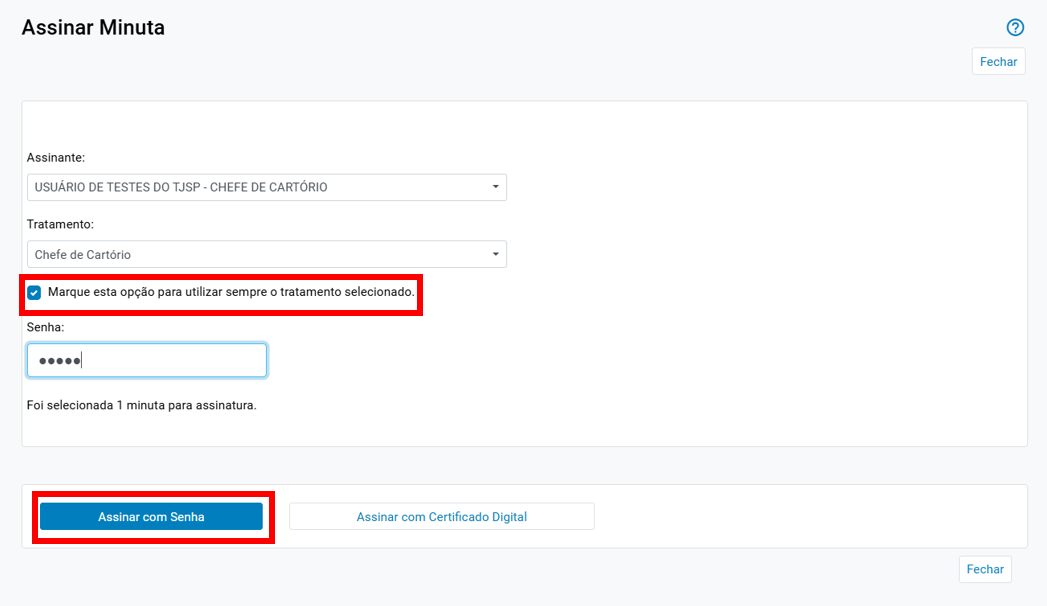 Assinar Minuta
Fechar
Assinante:
USUÁRIO DE TESTES DO TJSP - CHEFE DE CARTÓRIO
Tratamento:
Chefe de Cartório
Marque esta opção para utilizar sempre o tratamento selecionado.
Senha:
Foi selecionada 1 minuta para assinatura.
Assinar com Senha
Assinar com Certificado Digital
Fechar